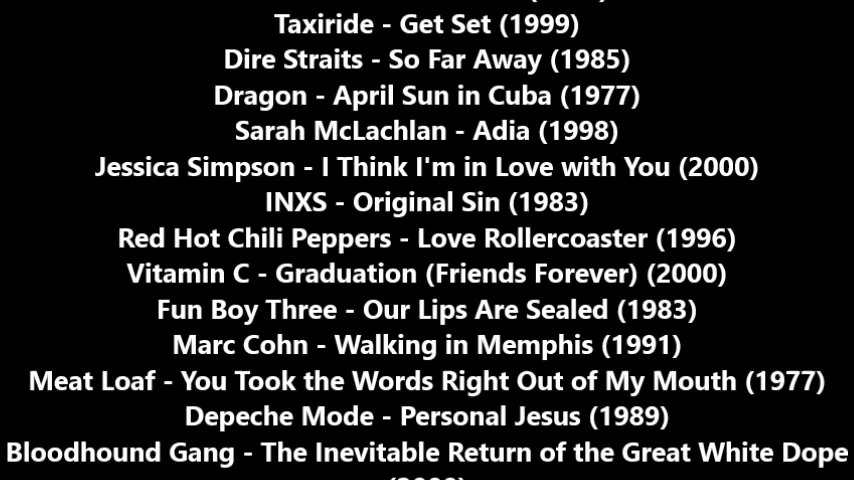 Taxiride - Get Set (1999)
Dire Straits - So Far Away (1985)
Dragon - April Sun in Cuba (1977)
Sarah McLachlan - Adia (1998)
Jessica Simpson - I Think I'm in Love with You (2000)
INXS - Original Sin (1983)
Red Hot Chili Peppers - Love Rollercoaster (1996)
Vitamin C - Graduation (Friends Forever) (2000)
Fun Boy Three - Our Lips Are Sealed (1983)
Marc Cohn - Walking in Memphis (1991)
Meat Loaf - You Took the Words Right Out of My Mouth (1977)
Depeche Mode - Personal Jesus (1989)
Bloodhound Gang - The Inevitable Return of the Great White Dope